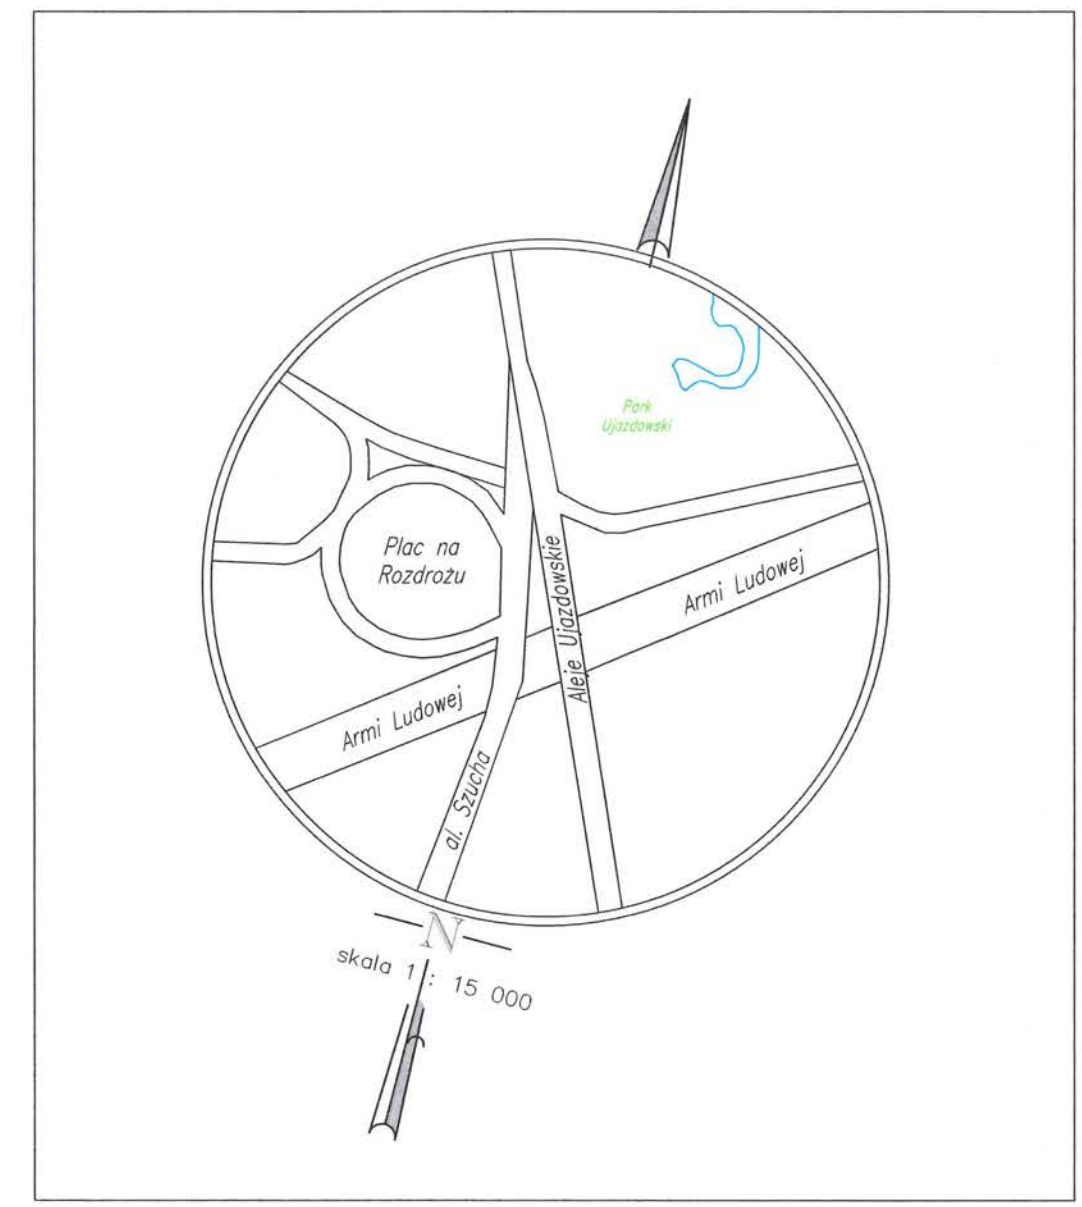 Park
Ujazdowski
Plac na
Rozdrożu
Aleje Ujazdowskie
Armi Ludowej
Armi Ludowej
al. Szucha
N
skala 1 : 15 000